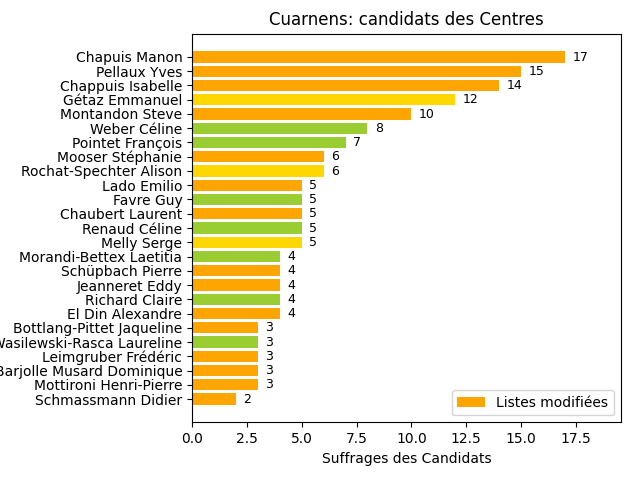 Cuarnens: candidats des Centres
Chapuis Manon 17
Pellaux Yves 15
Chappuis Isabelle 14
Gétaz Emmanuel 12
Montandon Steve 10
Weber Céline 8
Pointet François 7
Mooser Stéphanie 6
Rochat-Spechter Alison 6
Lado Emilio 5
Favre Guy 5
Chaubert Laurent 5
Renaud Céline 5
Melly Serge 5
Morandi-Bettex Laetitia 4
Schüpbach Pierre 4
Jeanneret Eddy 4
Richard Claire 4
El Din Alexandre 4
Bottlang-Pittet Jaqueline 3
Wasilewski-Rasca Laureline 3
Leimgruber Frédéric 3
Barjolle Musard Dominique 3
Mottironi Henri-Pierre 3
Schmassmann Didier 2
Listes modifiées
0.0 2.5 5.0 7.5 10.0 12.5 15.0 17.5
Suffrages des Candidats